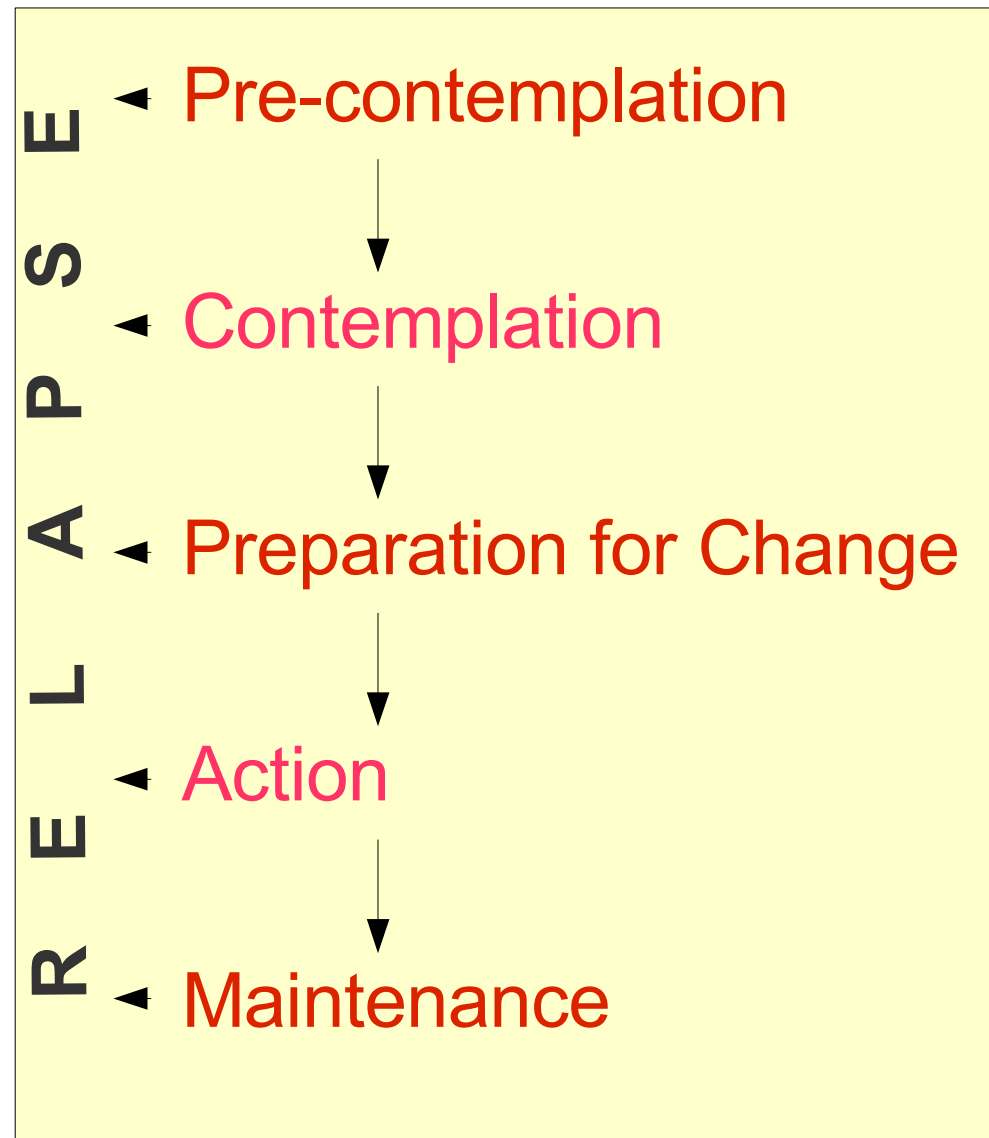 RELAPSE
Pre-contemplation
Contemplation
Preparation for Change
Action
Maintenance